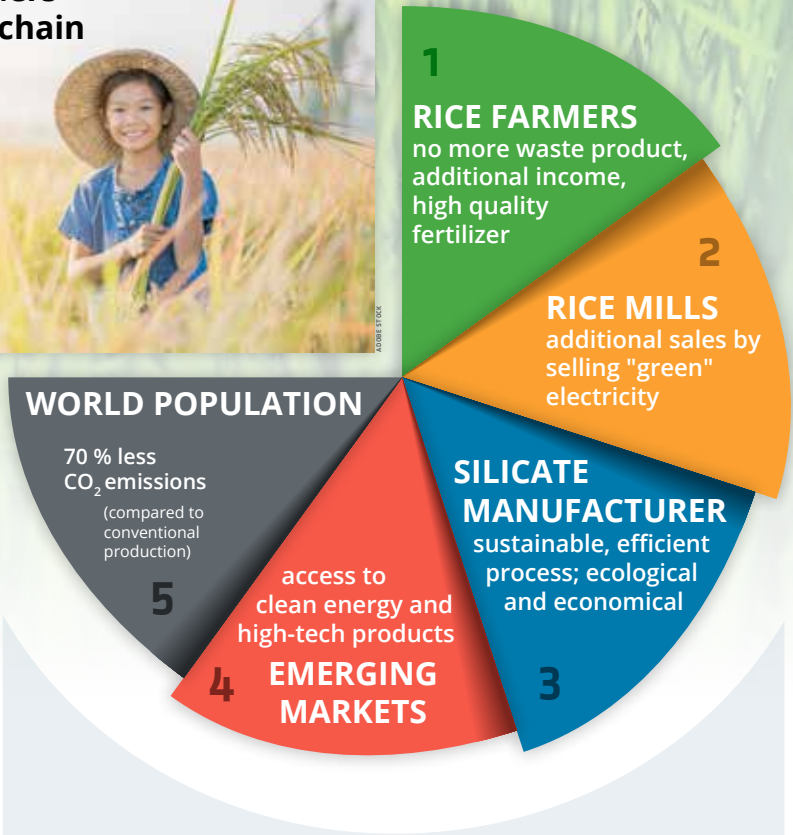 chain
ADOBE STOCK
1
RICE FARMERS
no more waste product,
additional income,
high quality
fertilizer
2
RICE MILLS
additional sales by
selling "green"
electricity
SILICATE
MANUFACTURER
sustainable, efficient
process; ecological
and economical
3
access to
clean energy and
high-tech products
4
EMERGING
MARKETS
WORLD POPULATION
70 % less
CO₂ emissions
(compared to
conventional
production)
5